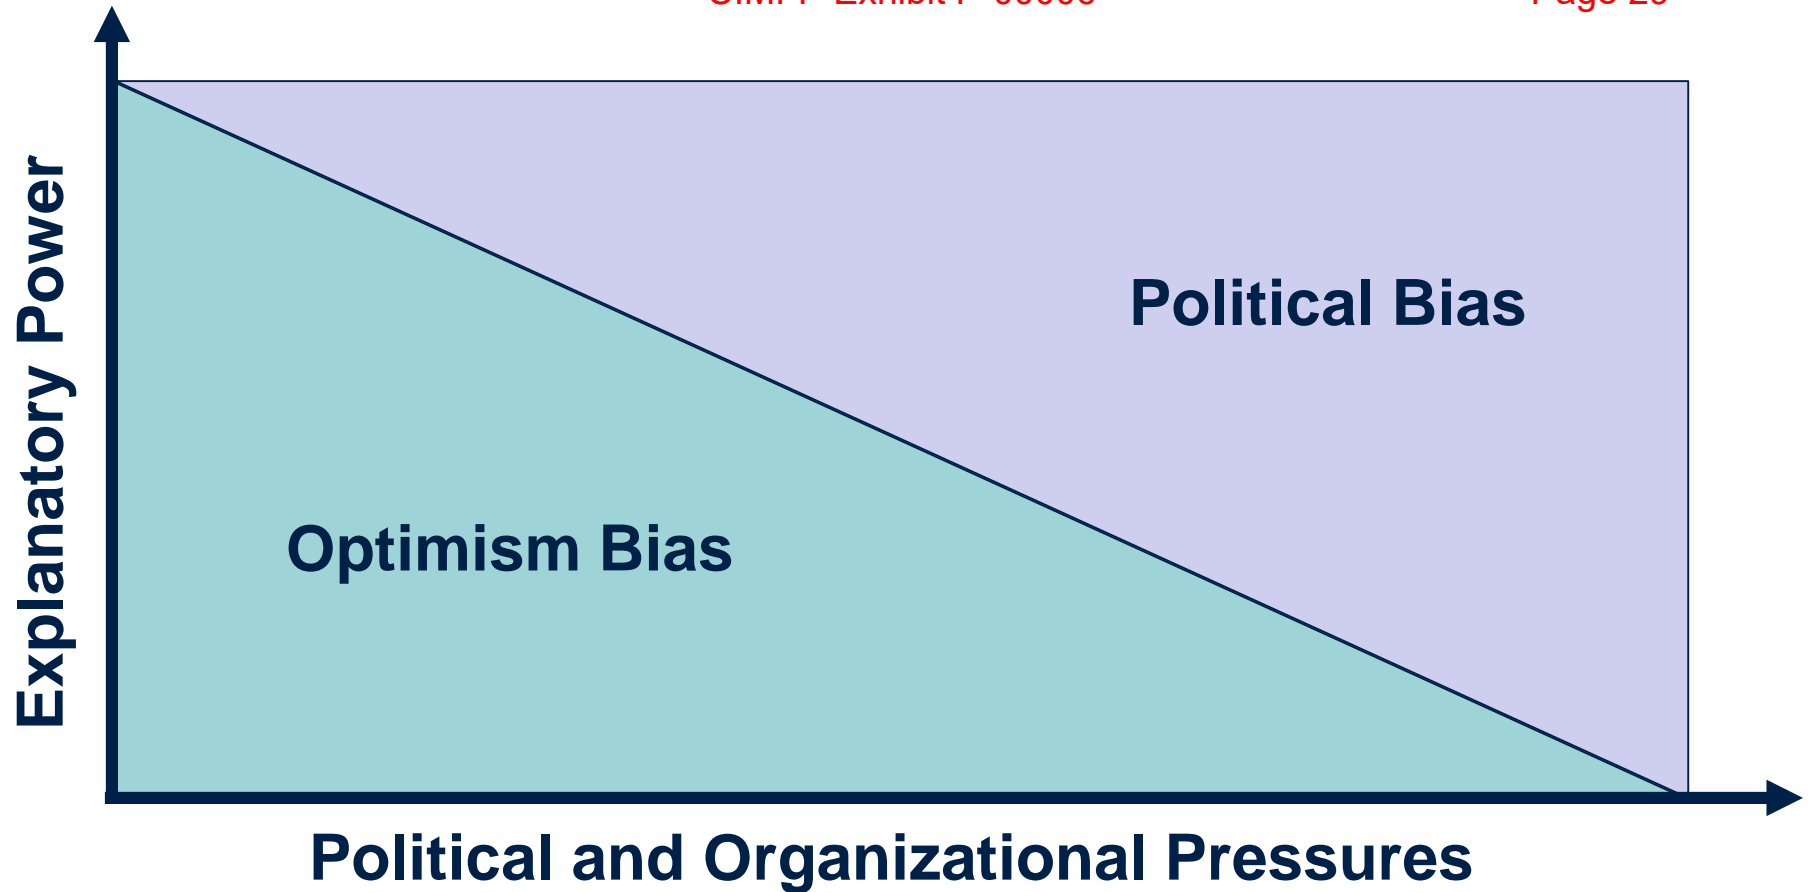 Explanatory Power
Political Bias
Optimism Bias
Political and Organizational Pressures